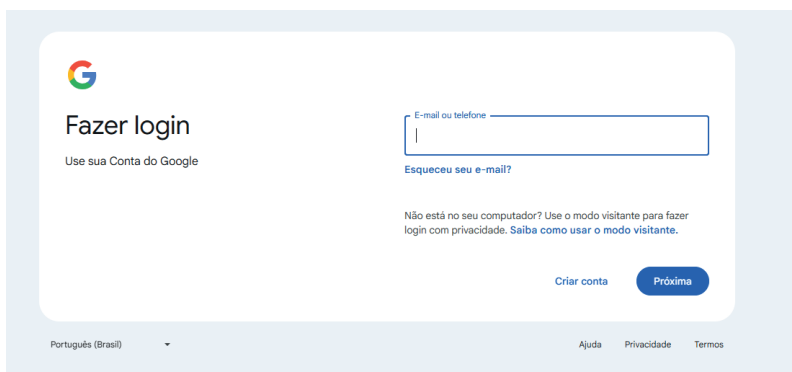 Fazer login
Use sua Conta do Google
E-mail ou telefone
Esqueceu seu e-mail?
Não está no seu computador? Use o modo visitante para fazer
login com privacidade. Saiba como usar o modo visitante.
Criar conta
Próxima
Português (Brasil)
Ajuda
Privacidade
Termos